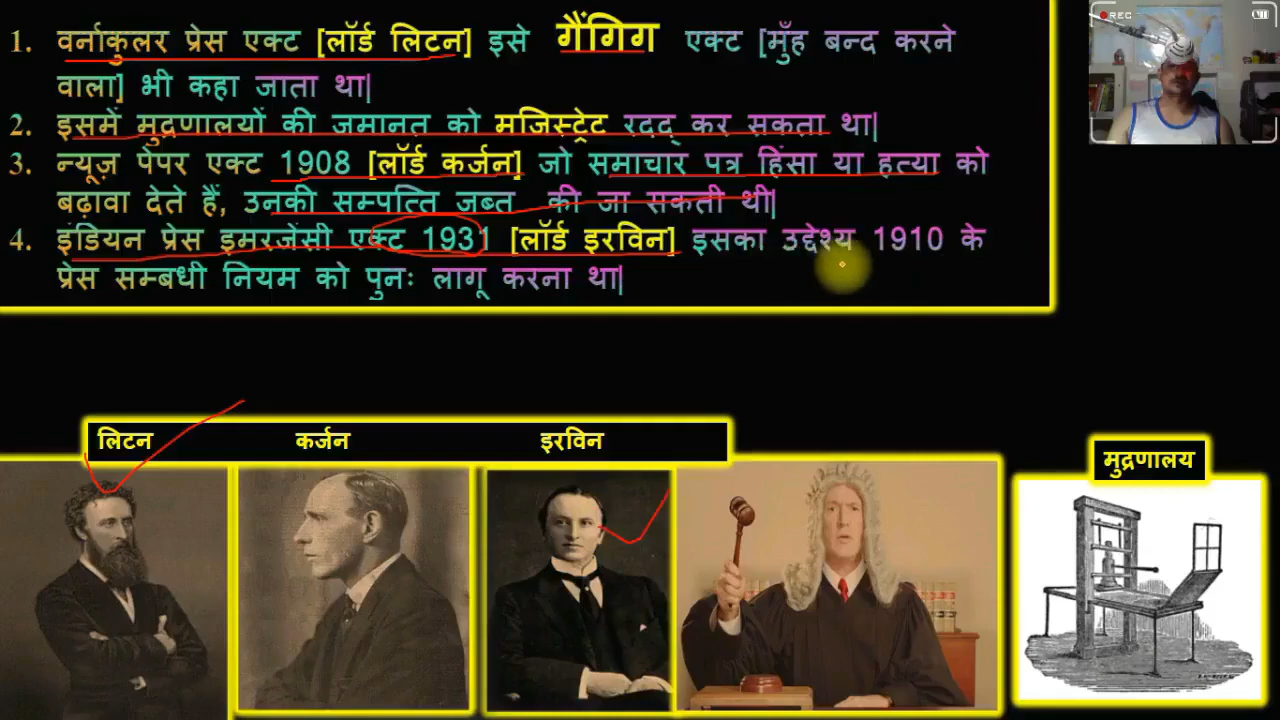 1. वर्नाकुलर प्रेस एक्ट [लॉर्ड लिटन] इसे गैंगिग एक्ट [मुँह बन्द करने
वाला] भी कहा जाता था|
2. इसमें मुद्रणालयों की जमानत को मजिस्ट्रेट रदद् कर सकता था|
3. न्यूज़ पेपर एक्ट 1908 [लॉर्ड कर्जन] जो समाचार पत्र हिंसा या हत्या को
बढ़ावा देते हैं, उनकी सम्पत्ति जब्त की जा सकती थी|
4. इंडियन प्रेस इमरजेंसी एक्ट 1931 [लॉर्ड इरविन] इसका उद्देश्य 1910 के
प्रेस सम्बधी नियम को पुनः लागू करना था|
REC
लिटन कर्जन इरविन
मुद्रणालय